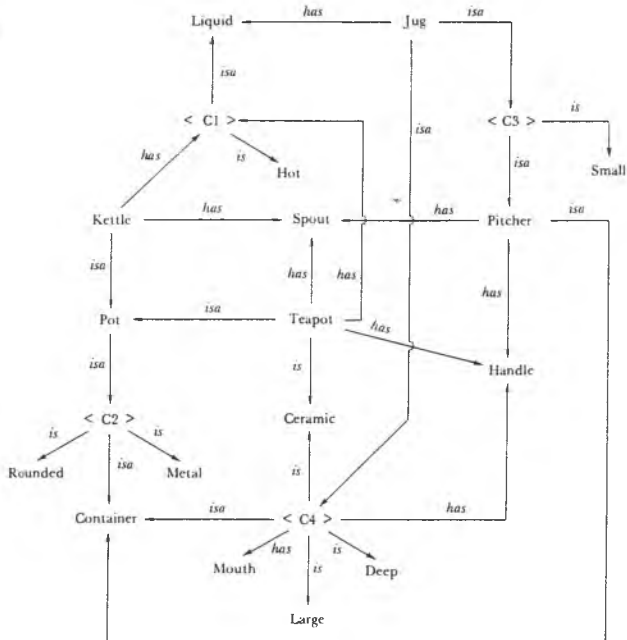 Liquid has Jug isa
isa
< C1 > < C3 > is
has is isa isa
Hot Small
Kettle has Spout has Pitcher isa
isa has has has
Pot isa Teapot has
isa is Handle
< C2 > Ceramic
is is
isa is
Rounded Metal
Container isa < C4 > has
has is
Mouth is Deep
Large